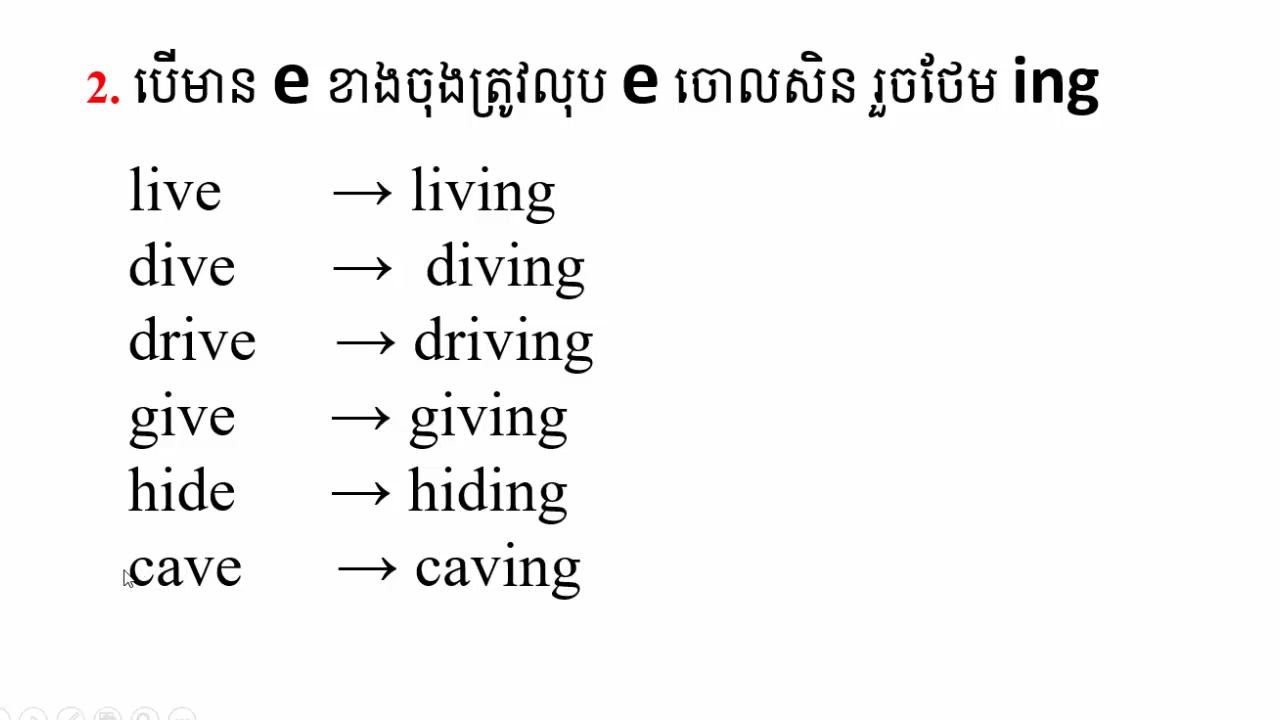 2. បើមាន e ខាងចុងត្រូវលុប e ចោលសិន រួចថែម ing
live → living
dive → diving
drive → driving
give → giving
hide → hiding
cave → caving